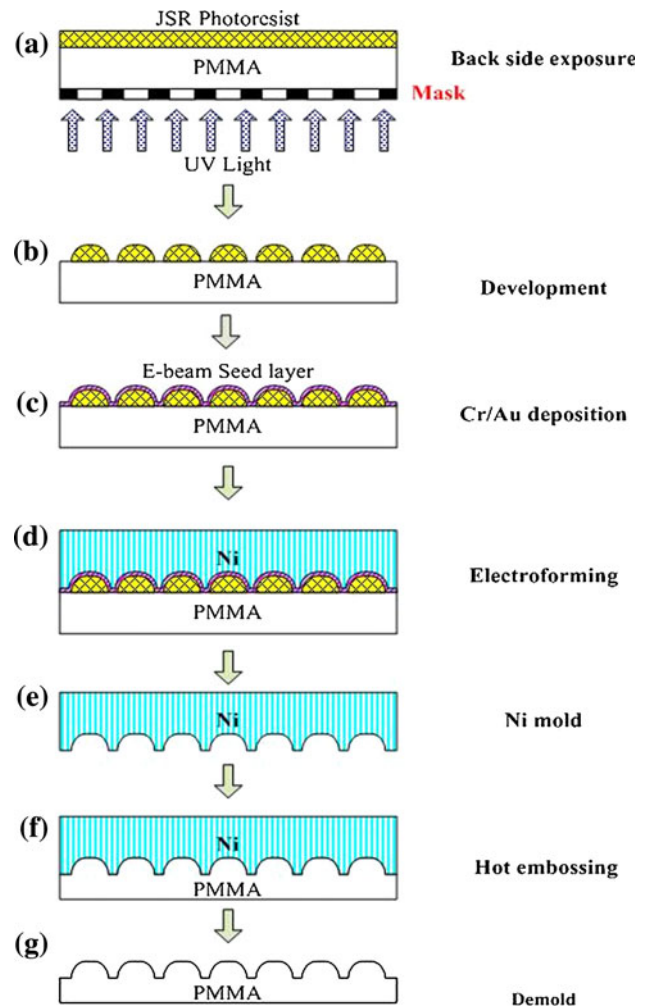 JSR Photoresist
(a)
PMMA
Back side exposure
Mask
UV Light
(b)
PMMA
Development
E-beam Seed layer
(c)
PMMA
Cr/Au deposition
(d)
Ni
PMMA
Electroforming
(e)
Ni
Ni mold
(f)
Ni
PMMA
Hot embossing
(g)
PMMA
Demold